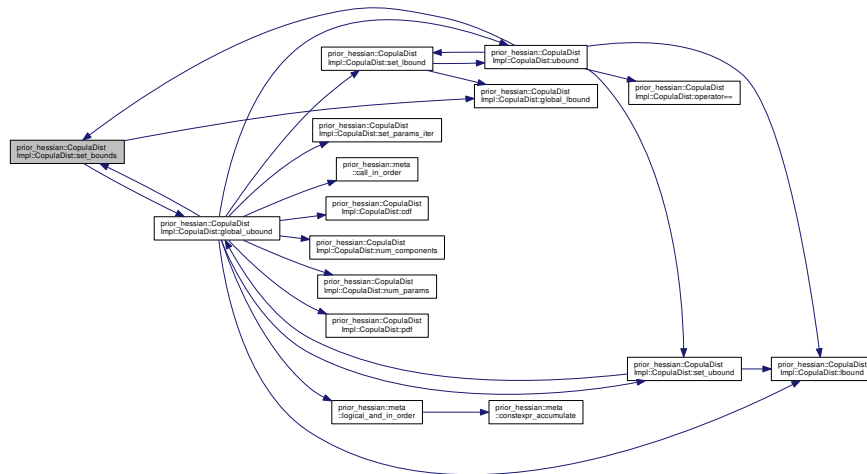 prior_hessian::CopulaDist
Impl::CopulaDist::set_bounds
prior_hessian::CopulaDist
Impl::CopulaDist::global_ubound
prior_hessian::CopulaDist
Impl::CopulaDist::set_lbound
prior_hessian::CopulaDist
Impl::CopulaDist::ubound
prior_hessian::CopulaDist
Impl::CopulaDist::global_lbound
prior_hessian::CopulaDist
Impl::CopulaDist::operator==
prior_hessian::CopulaDist
Impl::CopulaDist::set_params_iter
prior_hessian::meta
::call_in_order
prior_hessian::CopulaDist
Impl::CopulaDist::cdf
prior_hessian::CopulaDist
Impl::CopulaDist::num_components
prior_hessian::CopulaDist
Impl::CopulaDist::num_params
prior_hessian::CopulaDist
Impl::CopulaDist::pdf
prior_hessian::CopulaDist
Impl::CopulaDist::set_ubound
prior_hessian::CopulaDist
Impl::CopulaDist::lbound
prior_hessian::meta
::logical_and_in_order
prior_hessian::meta
::constexpr_accumulate